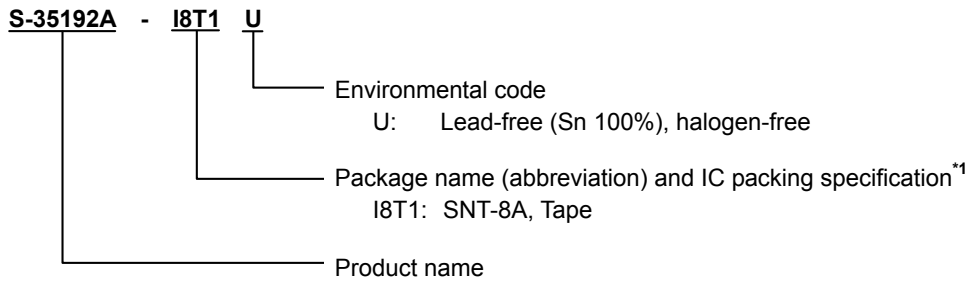 S-35192A - I8T1 U
Environmental code
U: Lead-free (Sn 100%), halogen-free
Package name (abbreviation) and IC packing specification*1
I8T1: SNT-8A, Tape
Product name